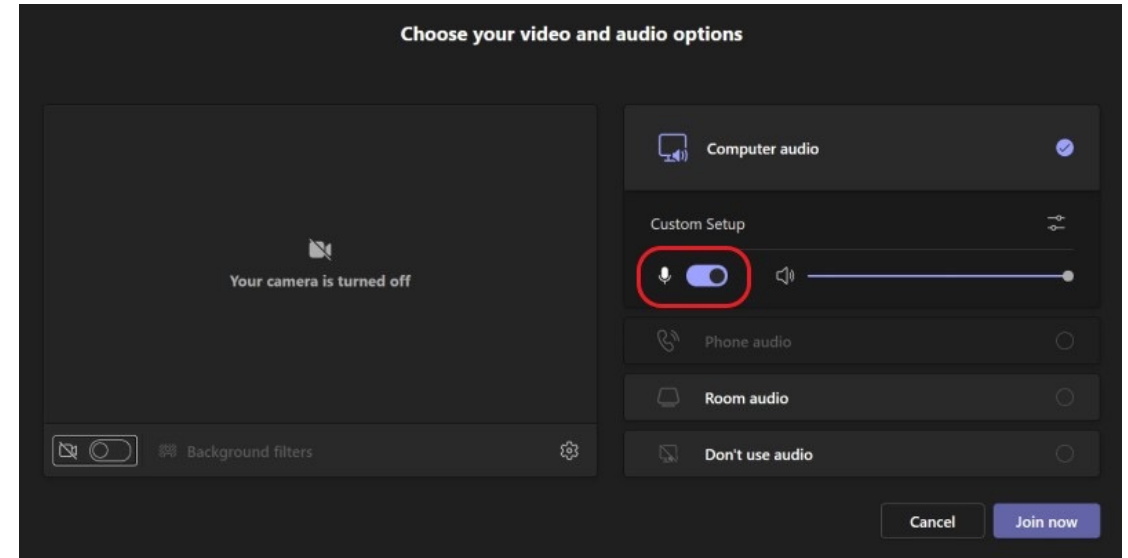 Choose your video and audio options
Your camera is turned off
Background filters
Computer audio
Custom Setup
Phone audio
Room audio
Don't use audio
Cancel
Join now